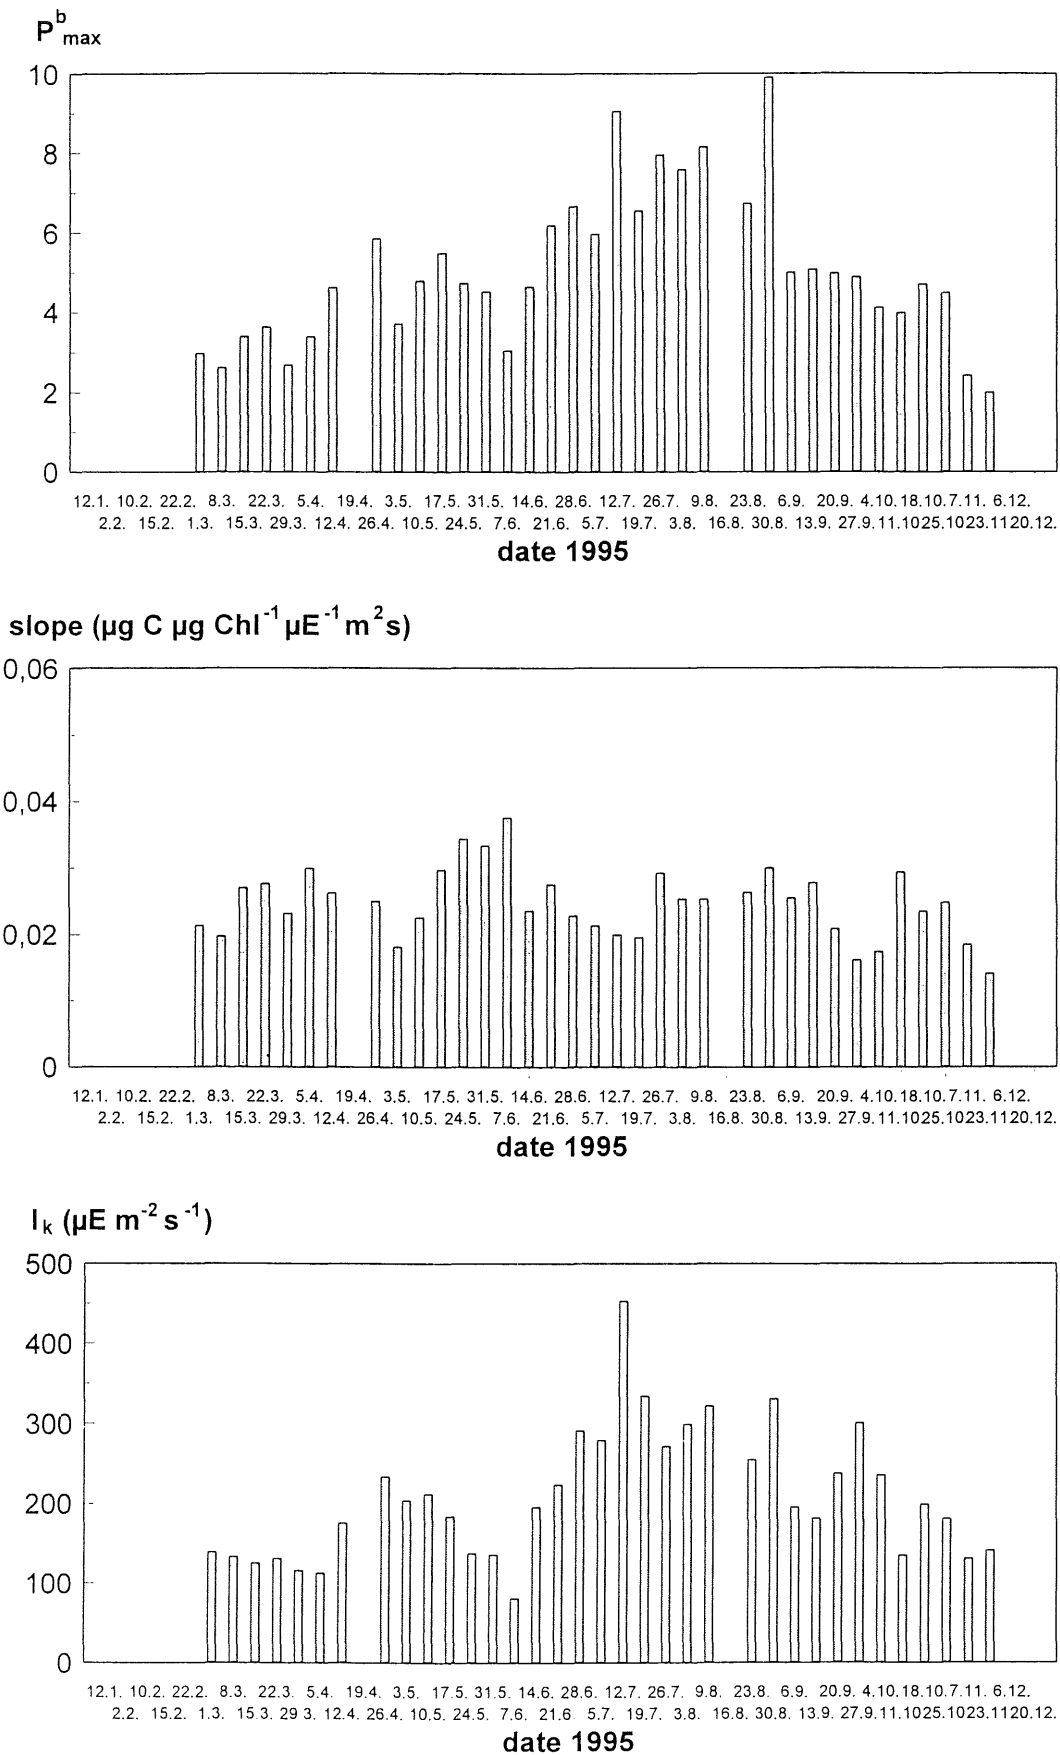 P^b_max
10
8
6
4
2
0
12.1. 10.2. 22.2. 8.3. 22.3. 5.4. 19.4. 3.5. 17.5. 31.5. 14.6. 28.6. 12.7. 26.7. 9.8. 23.8. 6.9. 20.9. 4.10.18.10.7.11. 6.12.
2.2. 15.2. 1.3. 15.3. 29.3. 12.4. 26.4. 10.5. 24.5. 7.6. 21.6. 5.7. 19.7. 3.8. 16.8. 30.8. 13.9. 27.9.11.1025.1023.1120.12.
date 1995
slope (µg C µg Chl^-1 µE^-1 m^2 s)
0,06
0,04
0,02
0
12.1. 10.2. 22.2. 8.3. 22.3. 5.4. 19.4. 3.5. 17.5. 31.5. 14.6. 28.6. 12.7. 26.7. 9.8. 23.8. 6.9. 20.9. 4.10.18.10.7.11. 6.12.
2.2. 15.2. 1.3. 15.3. 29.3. 12.4. 26.4. 10.5. 24.5. 7.6. 21.6. 5.7. 19.7. 3.8. 16.8. 30.8. 13.9. 27.9.11.1025.1023.1120.12.
date 1995
I_k (µE m^-2 s^-1)
500
400
300
200
100
0
12.1. 10.2. 22.2. 8.3. 22.3. 5.4. 19.4. 3.5. 17.5. 31.5. 14.6. 28.6. 12.7. 26.7. 9.8. 23.8. 6.9. 20.9. 4.10.18.10.7.11. 6.12.
2.2. 15.2. 1.3. 15 3. 29 3. 12.4. 26.4. 10.5. 24.5. 7.6. 21.6 5.7. 19.7. 3.8. 16.8. 30.8. 13.9. 27.9.11.1025.1023.1120.12.
date 1995